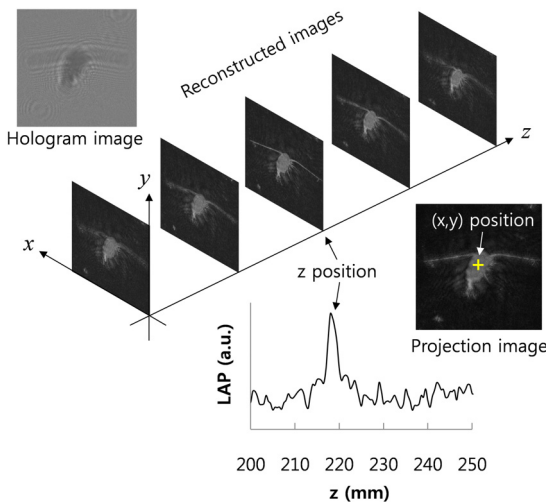 Hologram image
Reconstructed images
z
y
x
(x,y) position
z position
Projection image
LAP (a.u.)
200 210 220 230 240 250
z (mm)